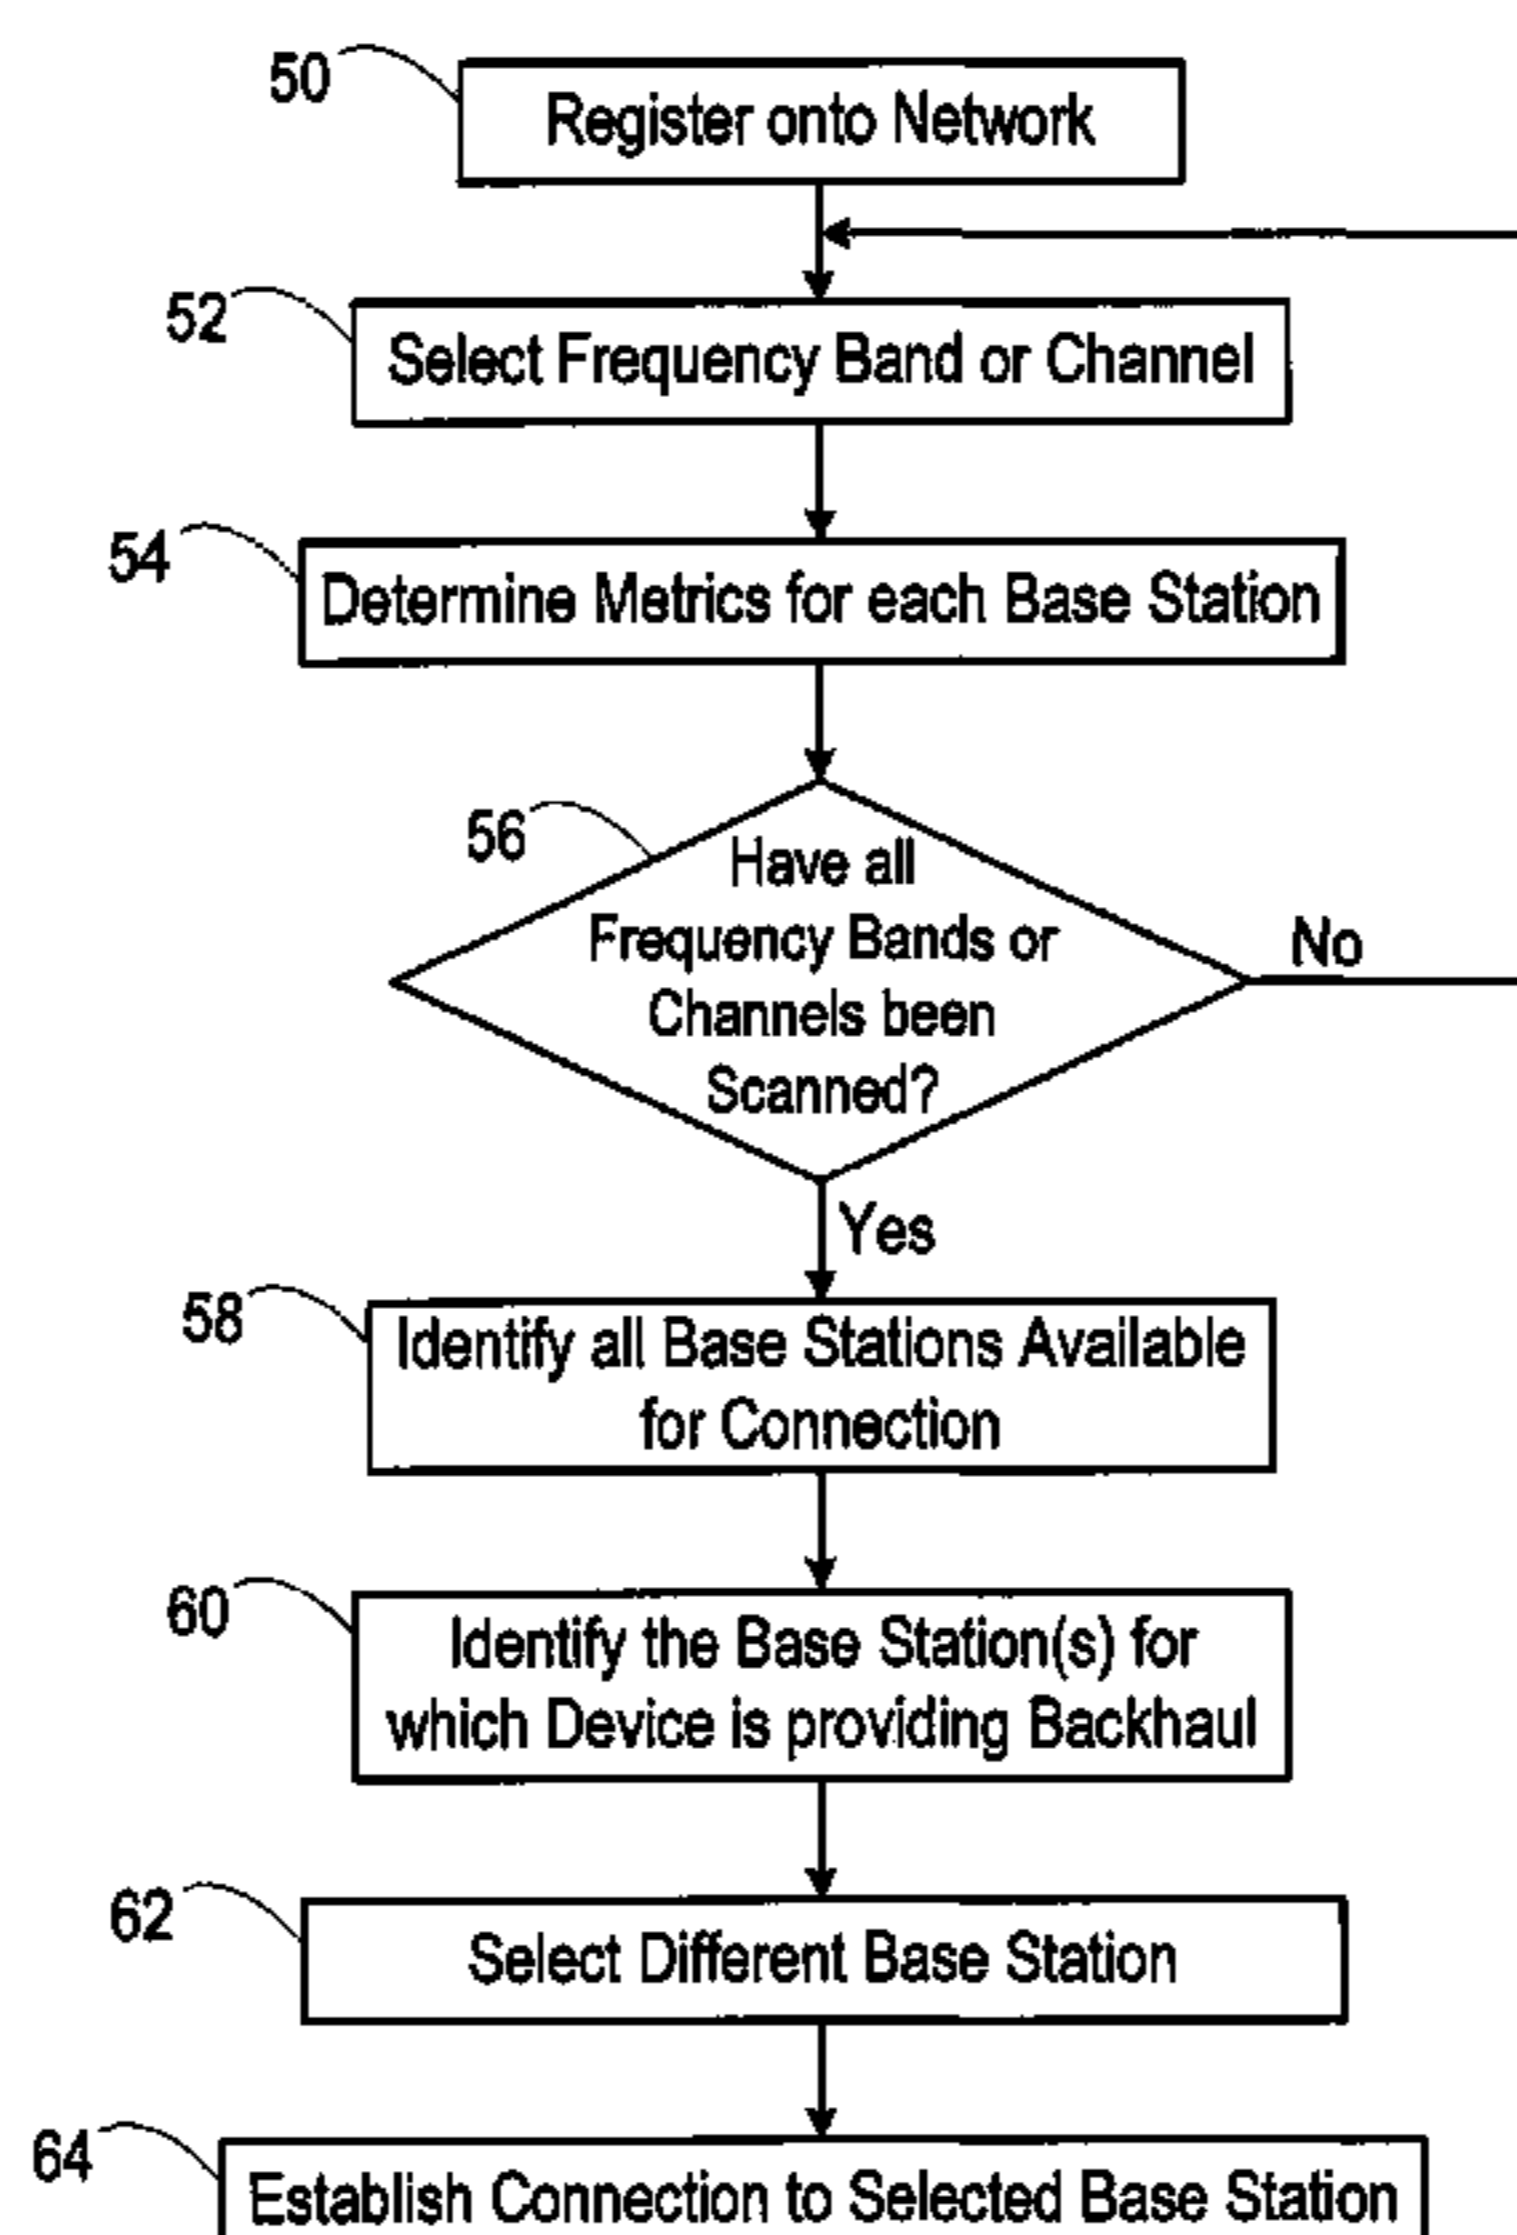 50
Register onto Network
52
Select Frequency Band or Channel
54
Determine Metrics for each Base Station
56
Have all
Frequency Bands or
Channels been
Scanned?
No
Yes
58
Identify all Base Stations Available
for Connection
60
Identify the Base Station(s) for
which Device is providing Backhaul
62
Select Different Base Station
64
Establish Connection to Selected Base Station